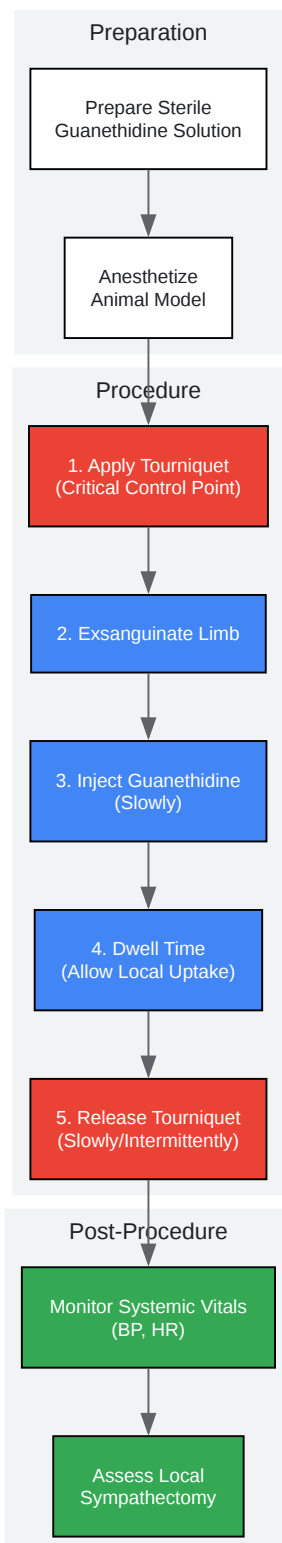 Preparation
Prepare Sterile
Guanethidine Solution
Anesthetize
Animal Model
Procedure
1. Apply Tourniquet
(Critical Control Point)
2. Exsanguinate Limb
3. Inject Guanethidine
(Slowly)
4. Dwell Time
(Allow Local Uptake)
5. Release Tourniquet
(Slowly/Intermittently)
Post-Procedure
Monitor Systemic Vitals
(BP, HR)
Assess Local
Sympathectomy